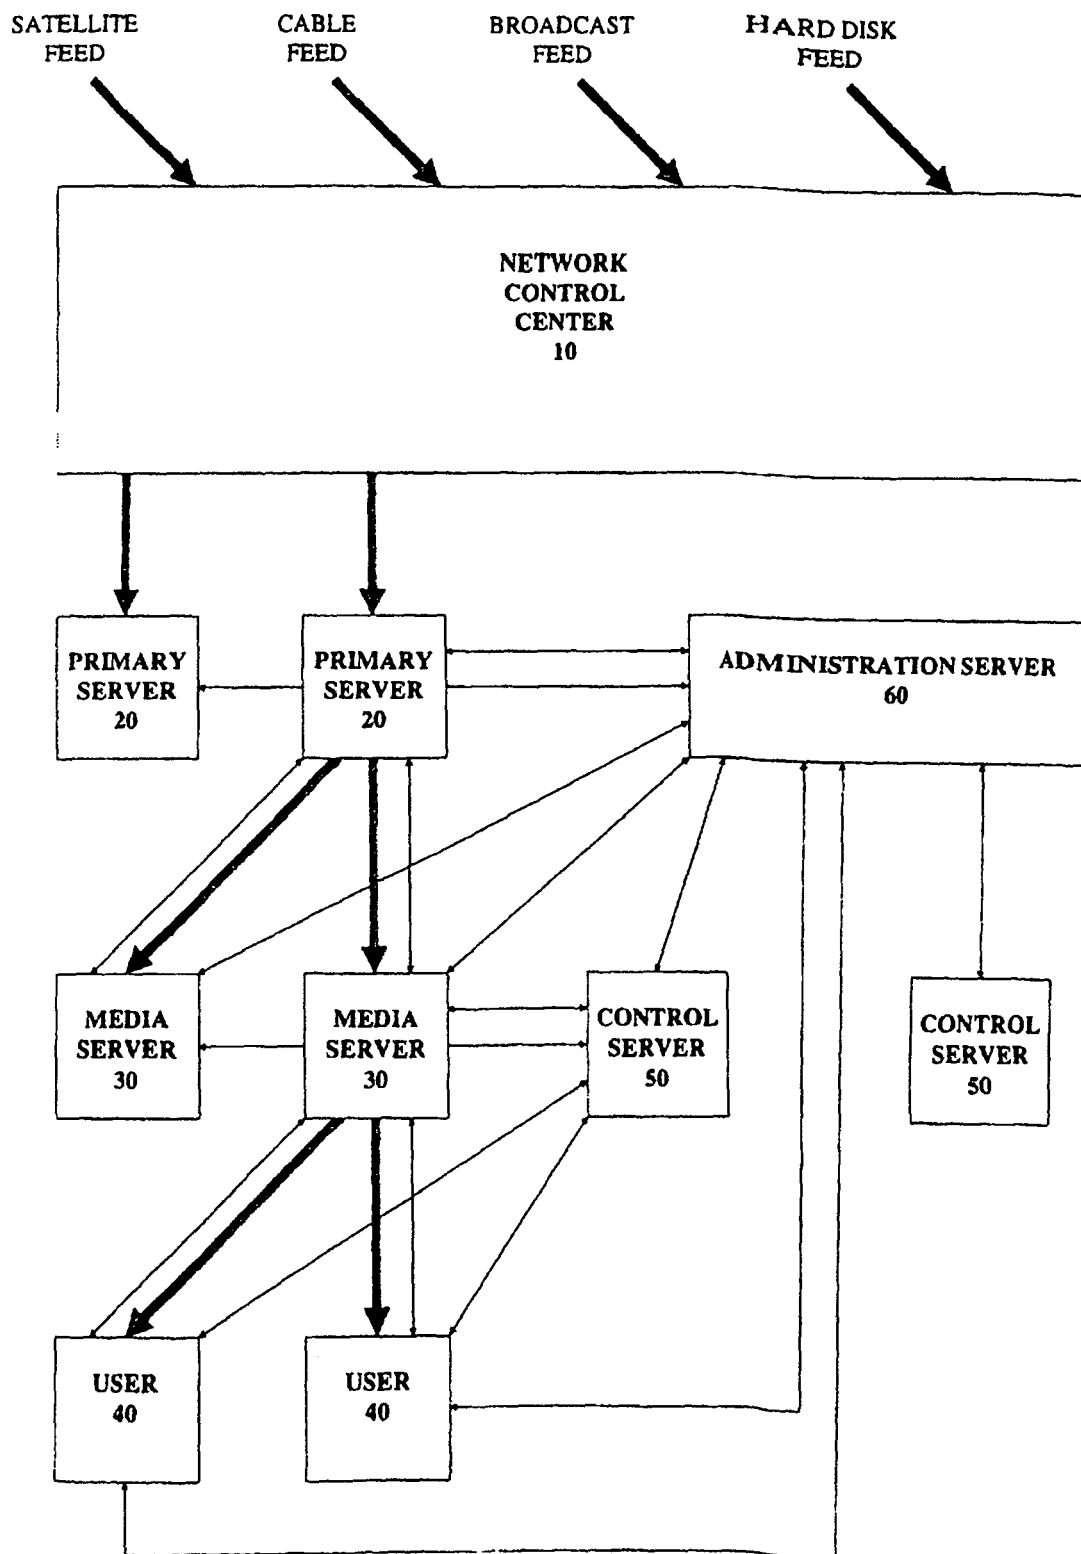 SATELLITE
FEED
CABLE
FEED
BROADCAST
FEED
HARD DISK
FEED
NETWORK
CONTROL
CENTER
10
PRIMARY
SERVER
20
PRIMARY
SERVER
20
ADMINISTRATION SERVER
60
MEDIA
SERVER
30
MEDIA
SERVER
30
CONTROL
SERVER
50
CONTROL
SERVER
50
USER
40
USER
40